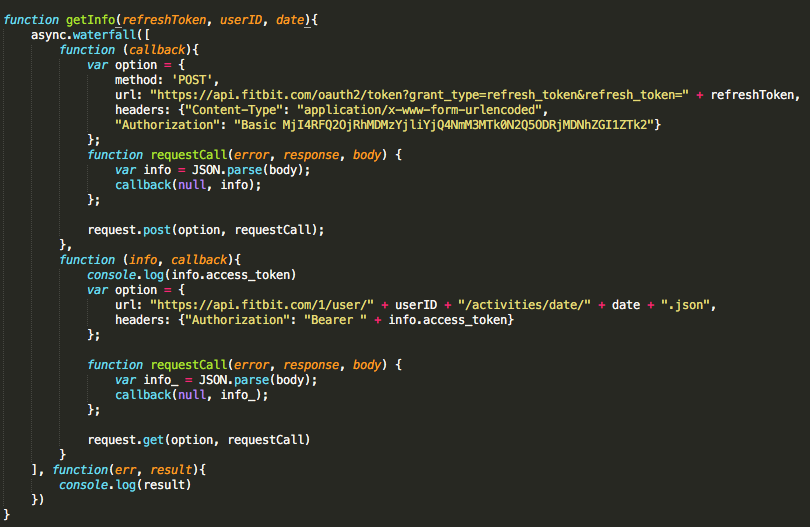 function getInfo(refreshToken, userID, date){
    async.waterfall([
        function (callback){
            var option = {
                method: 'POST',
                url: "https://api.fitbit.com/oauth2/token?grant_type=refresh_token&refresh_token=" + refreshToken,
                headers: {"Content-Type": "application/x-www-form-urlencoded",
                "Authorization": "Basic MjI4RFQ2OjRhMDMzYjliYjQ4NmM3MTk0N2Q5ODRjMDNhZGI1ZTk2"}
            };
            function requestCall(error, response, body) {
                var info = JSON.parse(body);
                callback(null, info);
            };

            request.post(option, requestCall);
        },
        function (info, callback){
            console.log(info.access_token)
            var option = {
                url: "https://api.fitbit.com/1/user/" + userID + "/activities/date/" + date + ".json",
                headers: {"Authorization": "Bearer " + info.access_token}
            };

            function requestCall(error, response, body) {
                var info_ = JSON.parse(body);
                callback(null, info_);
            };

            request.get(option, requestCall)
        }
    ], function(err, result){
        console.log(result)
    })
}